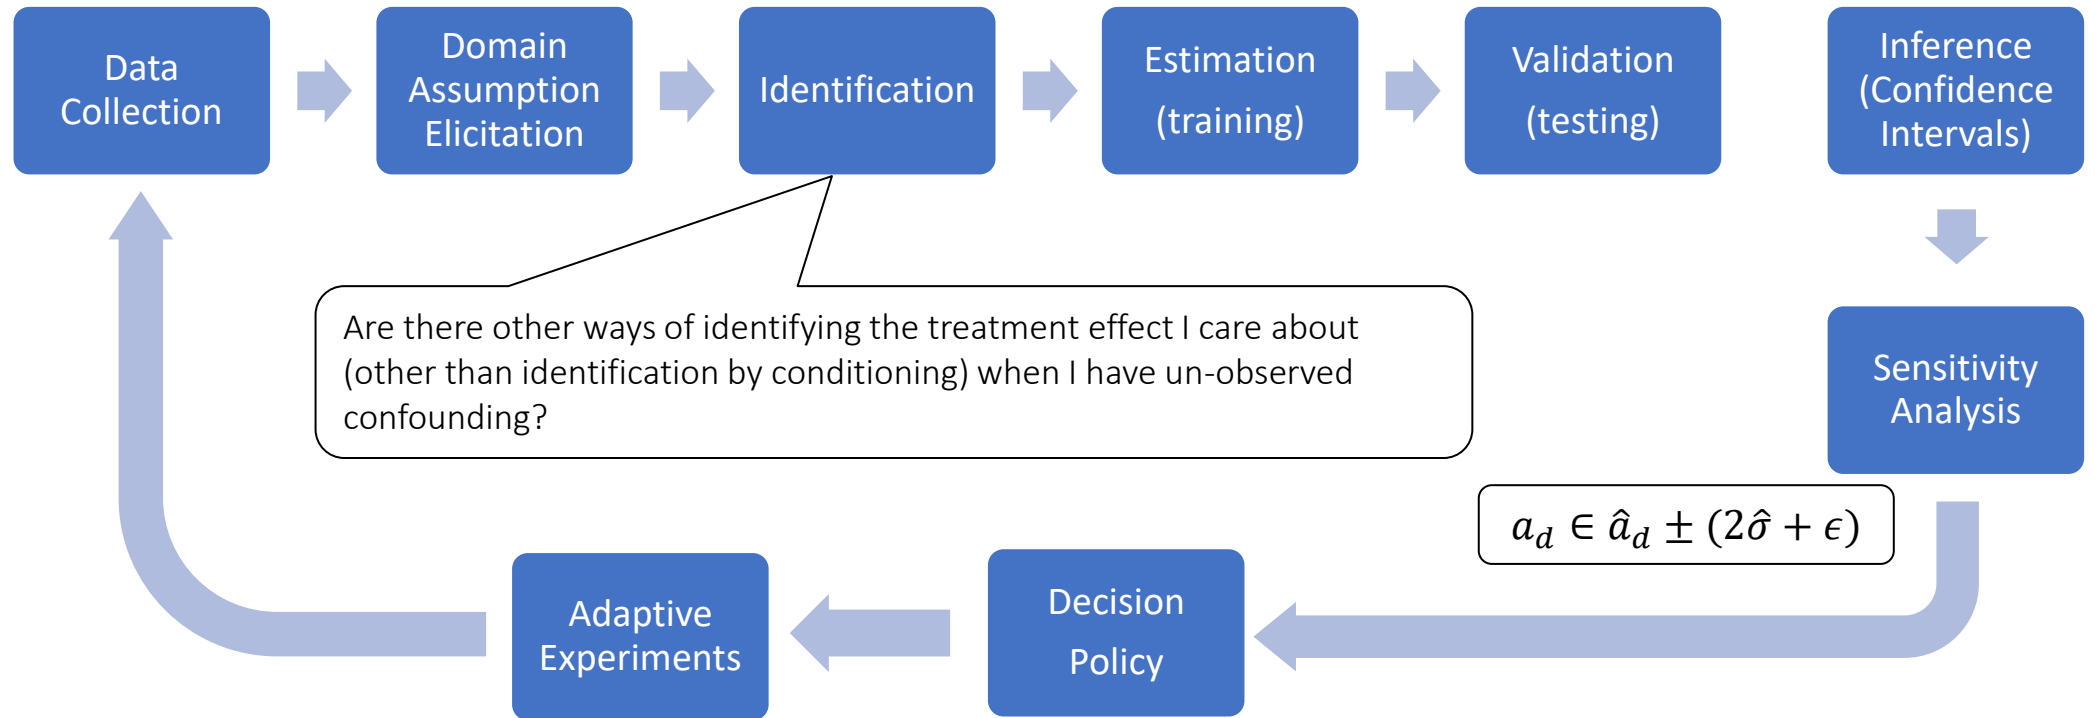 Data
Collection
Domain
Assumption
Elicitation
Identification
Estimation
(training)
Validation
(testing)
Inference
(Confidence
Intervals)
Are there other ways of identifying the treatment effect I care about
(other than identification by conditioning) when I have un-observed
confounding?
Sensitivity
Analysis
𝑎_𝑑 ∈ 𝑎̂_𝑑 ± (2𝜎̂ + 𝜖)
Decision
Policy
Adaptive
Experiments